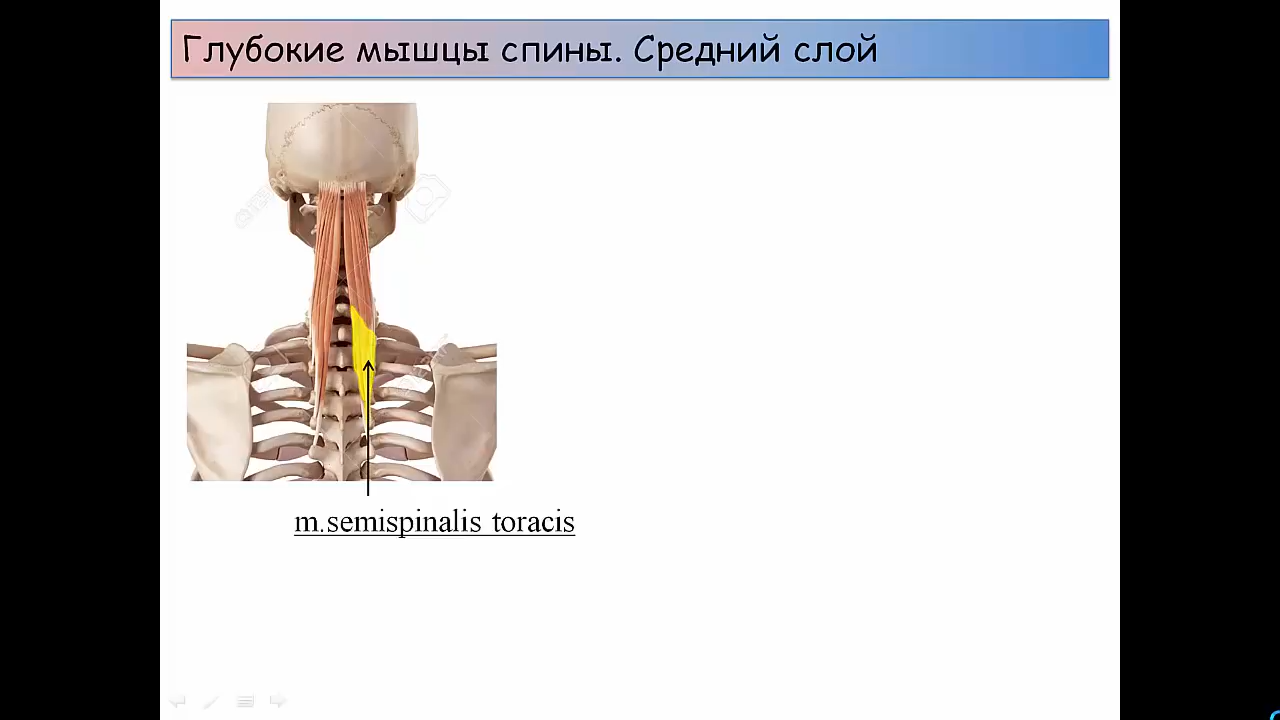 Глубокие мышцы спины. Средний слой
m.semispinalis toracis